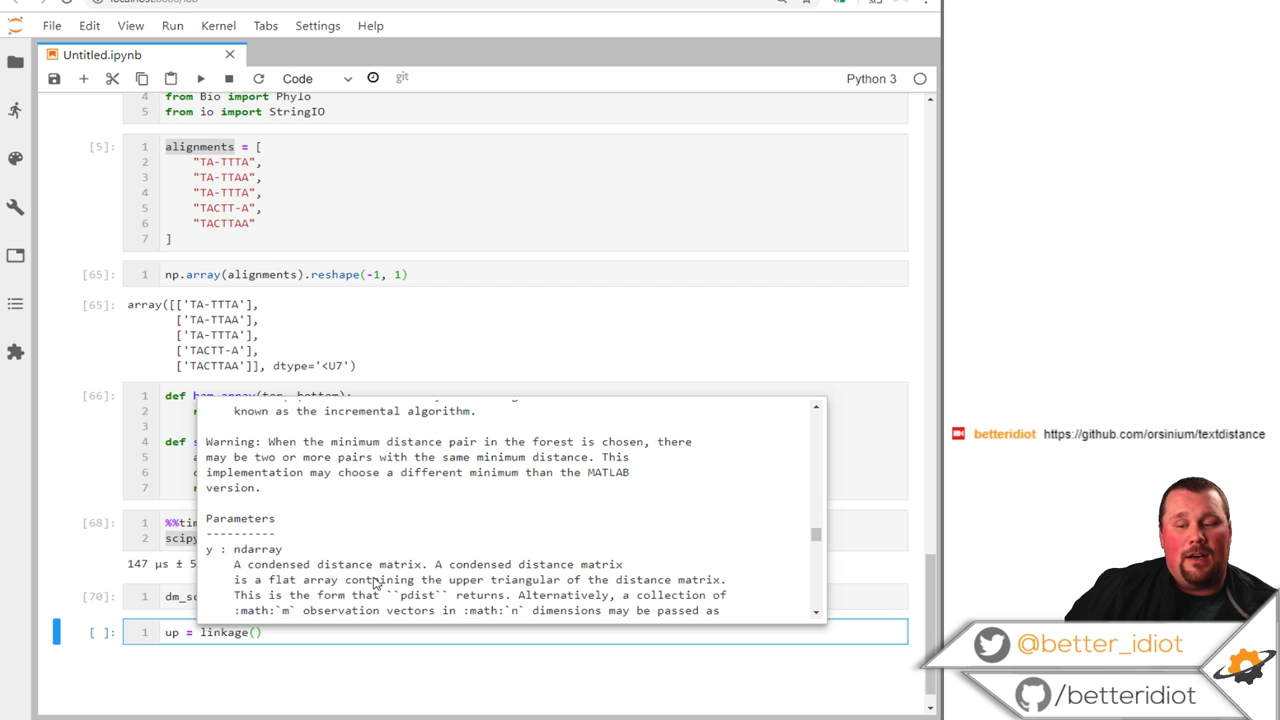 File Edit View Run Kernel Tabs Settings Help
Untitled.ipynb
Code
git
Python 3
4 from Bio import Phylo
5 from io import StringIO
[5]: 1 alignments = [
2 "TA-TTTA",
3 "TA-TTAA",
4 "TA-TTTA",
5 "TACTT-A",
6 "TACTTAA"
7 ]
[65]: 1 np.array(alignments).reshape(-1, 1)
[65]: array([['TA-TTTA'],
['TA-TTAA'],
['TA-TTTA'],
['TACTT-A'],
['TACTTAA']], dtype='<U7')
[66]: 1 def
2
3
4 def
5
6
7
known as the incremental algorithm.
Warning: When the minimum distance pair in the forest is chosen, there
may be two or more pairs with the same minimum distance. This
implementation may choose a different minimum than the MATLAB
version.
Parameters
----------
y : ndarray
A condensed distance matrix. A condensed distance matrix
is a flat array containing the upper triangular of the distance matrix.
This is the form that ``pdist`` returns. Alternatively, a collection of
:math:`m` observation vectors in :math:`n` dimensions may be passed as
[68]: 1 %%tim
2 scipy
147 µs ± 5
[70]: 1 dm_sc
[ ]: 1 up = linkage()
betteridiot https://github.com/orsinium/textdistance
@better_idiot
/betteridiot